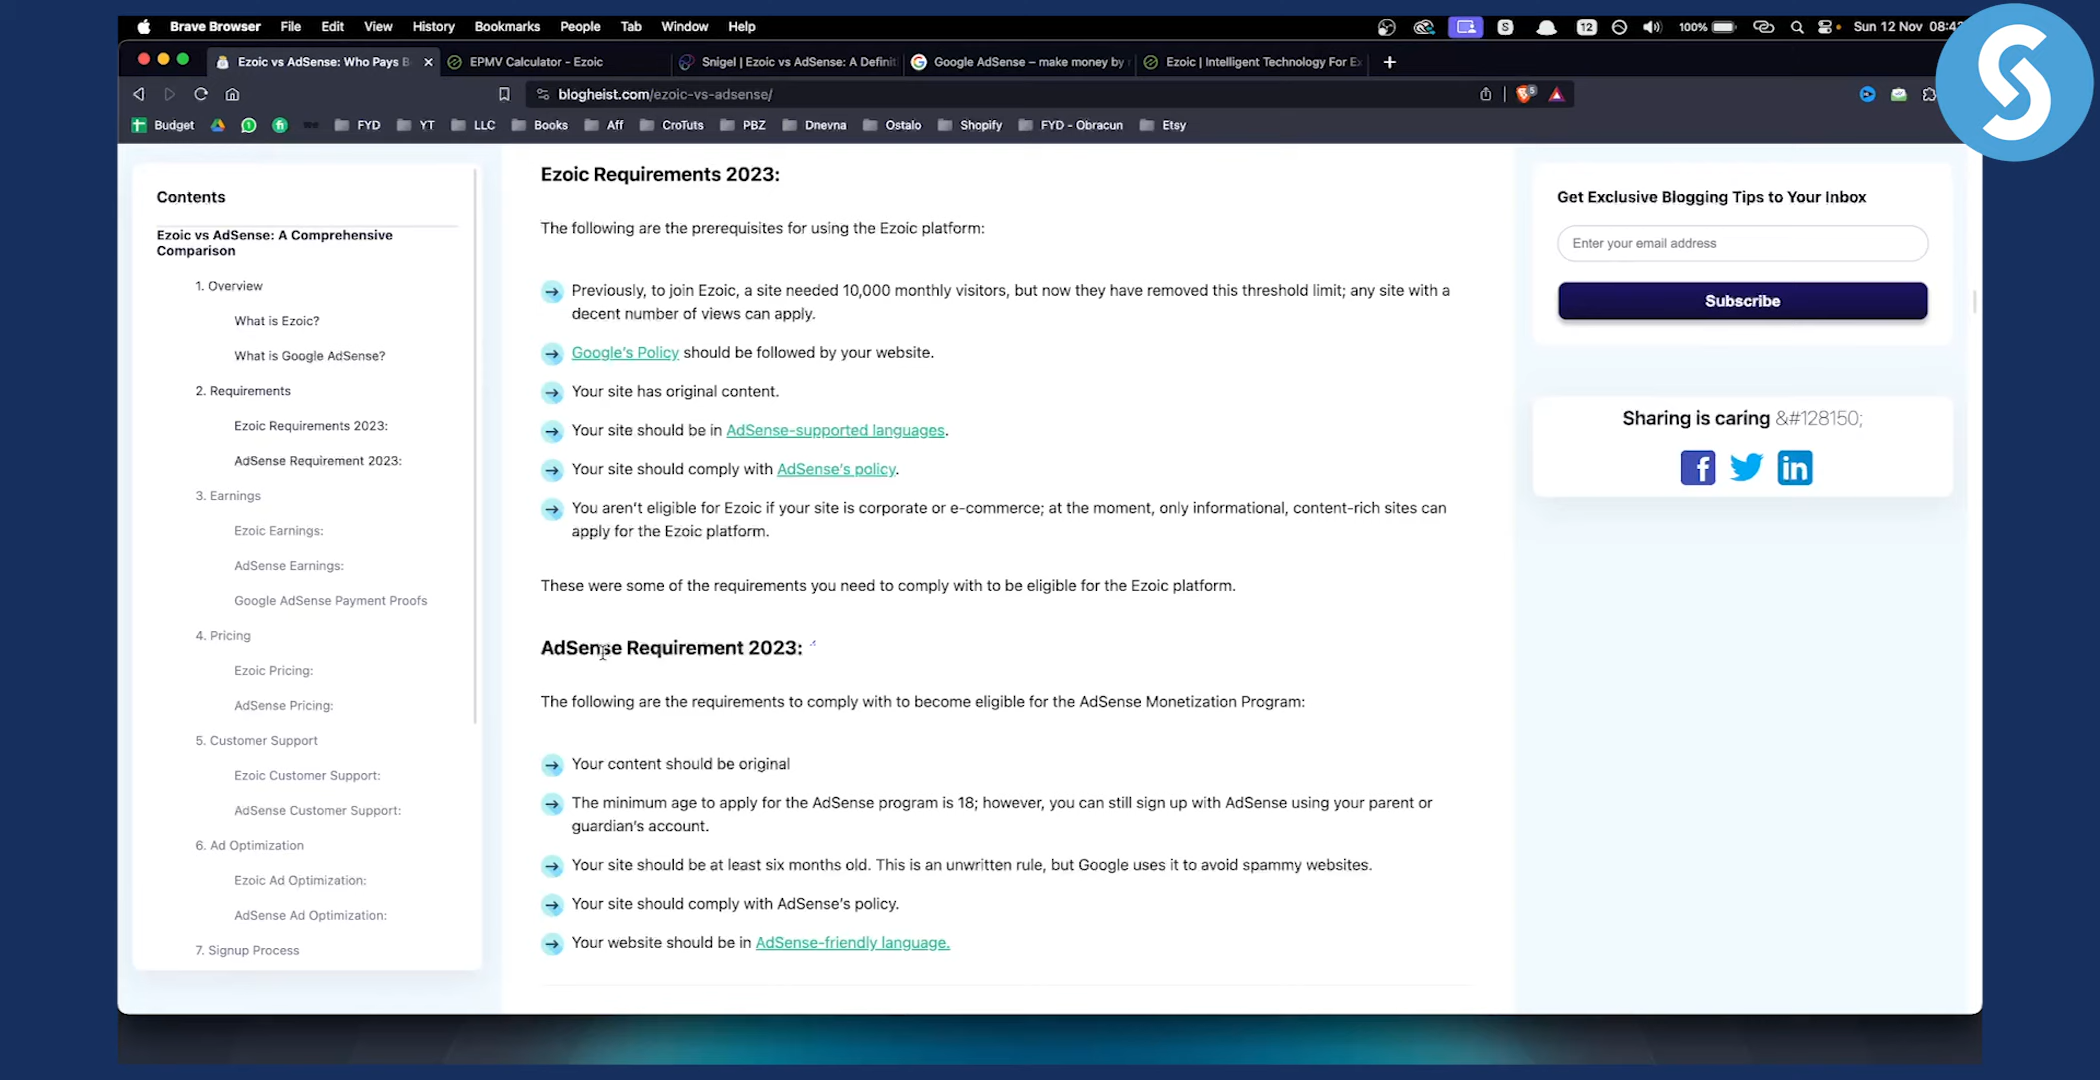 Brave Browser File Edit View History Bookmarks People Tab Window Help
12 100% Sun 12 Nov 08:4
Ezoic vs AdSense: Who Pays B
EPMV Calculator - Ezoic
Snigel | Ezoic vs AdSense: A Definit
Google AdSense – make money by
Ezoic | Intelligent Technology For Ez
blogheist.com/ezoic-vs-adsense/
5
Budget FYD YT LLC Books Aff CroTuts PBZ Dnevna Ostalo Shopify FYD - Obracun Etsy
Contents
Ezoic vs AdSense: A Comprehensive
Comparison
1. Overview
What is Ezoic?
What is Google AdSense?
2. Requirements
Ezoic Requirements 2023:
AdSense Requirement 2023:
3. Earnings
Ezoic Earnings:
AdSense Earnings:
Google AdSense Payment Proofs
4. Pricing
Ezoic Pricing:
AdSense Pricing:
5. Customer Support
Ezoic Customer Support:
AdSense Customer Support:
6. Ad Optimization
Ezoic Ad Optimization:
AdSense Ad Optimization:
7. Signup Process
Ezoic Requirements 2023:
The following are the prerequisites for using the Ezoic platform:
Previously, to join Ezoic, a site needed 10,000 monthly visitors, but now they have removed this threshold limit; any site with a
decent number of views can apply.
Google's Policy should be followed by your website.
Your site has original content.
Your site should be in AdSense-supported languages.
Your site should comply with AdSense's policy.
You aren't eligible for Ezoic if your site is corporate or e-commerce; at the moment, only informational, content-rich sites can
apply for the Ezoic platform.
These were some of the requirements you need to comply with to be eligible for the Ezoic platform.
AdSense Requirement 2023:
The following are the requirements to comply with to become eligible for the AdSense Monetization Program:
Your content should be original
The minimum age to apply for the AdSense program is 18; however, you can still sign up with AdSense using your parent or
guardian's account.
Your site should be at least six months old. This is an unwritten rule, but Google uses it to avoid spammy websites.
Your site should comply with AdSense's policy.
Your website should be in AdSense-friendly language.
Get Exclusive Blogging Tips to Your Inbox
Enter your email address
Subscribe
Sharing is caring &#128150;